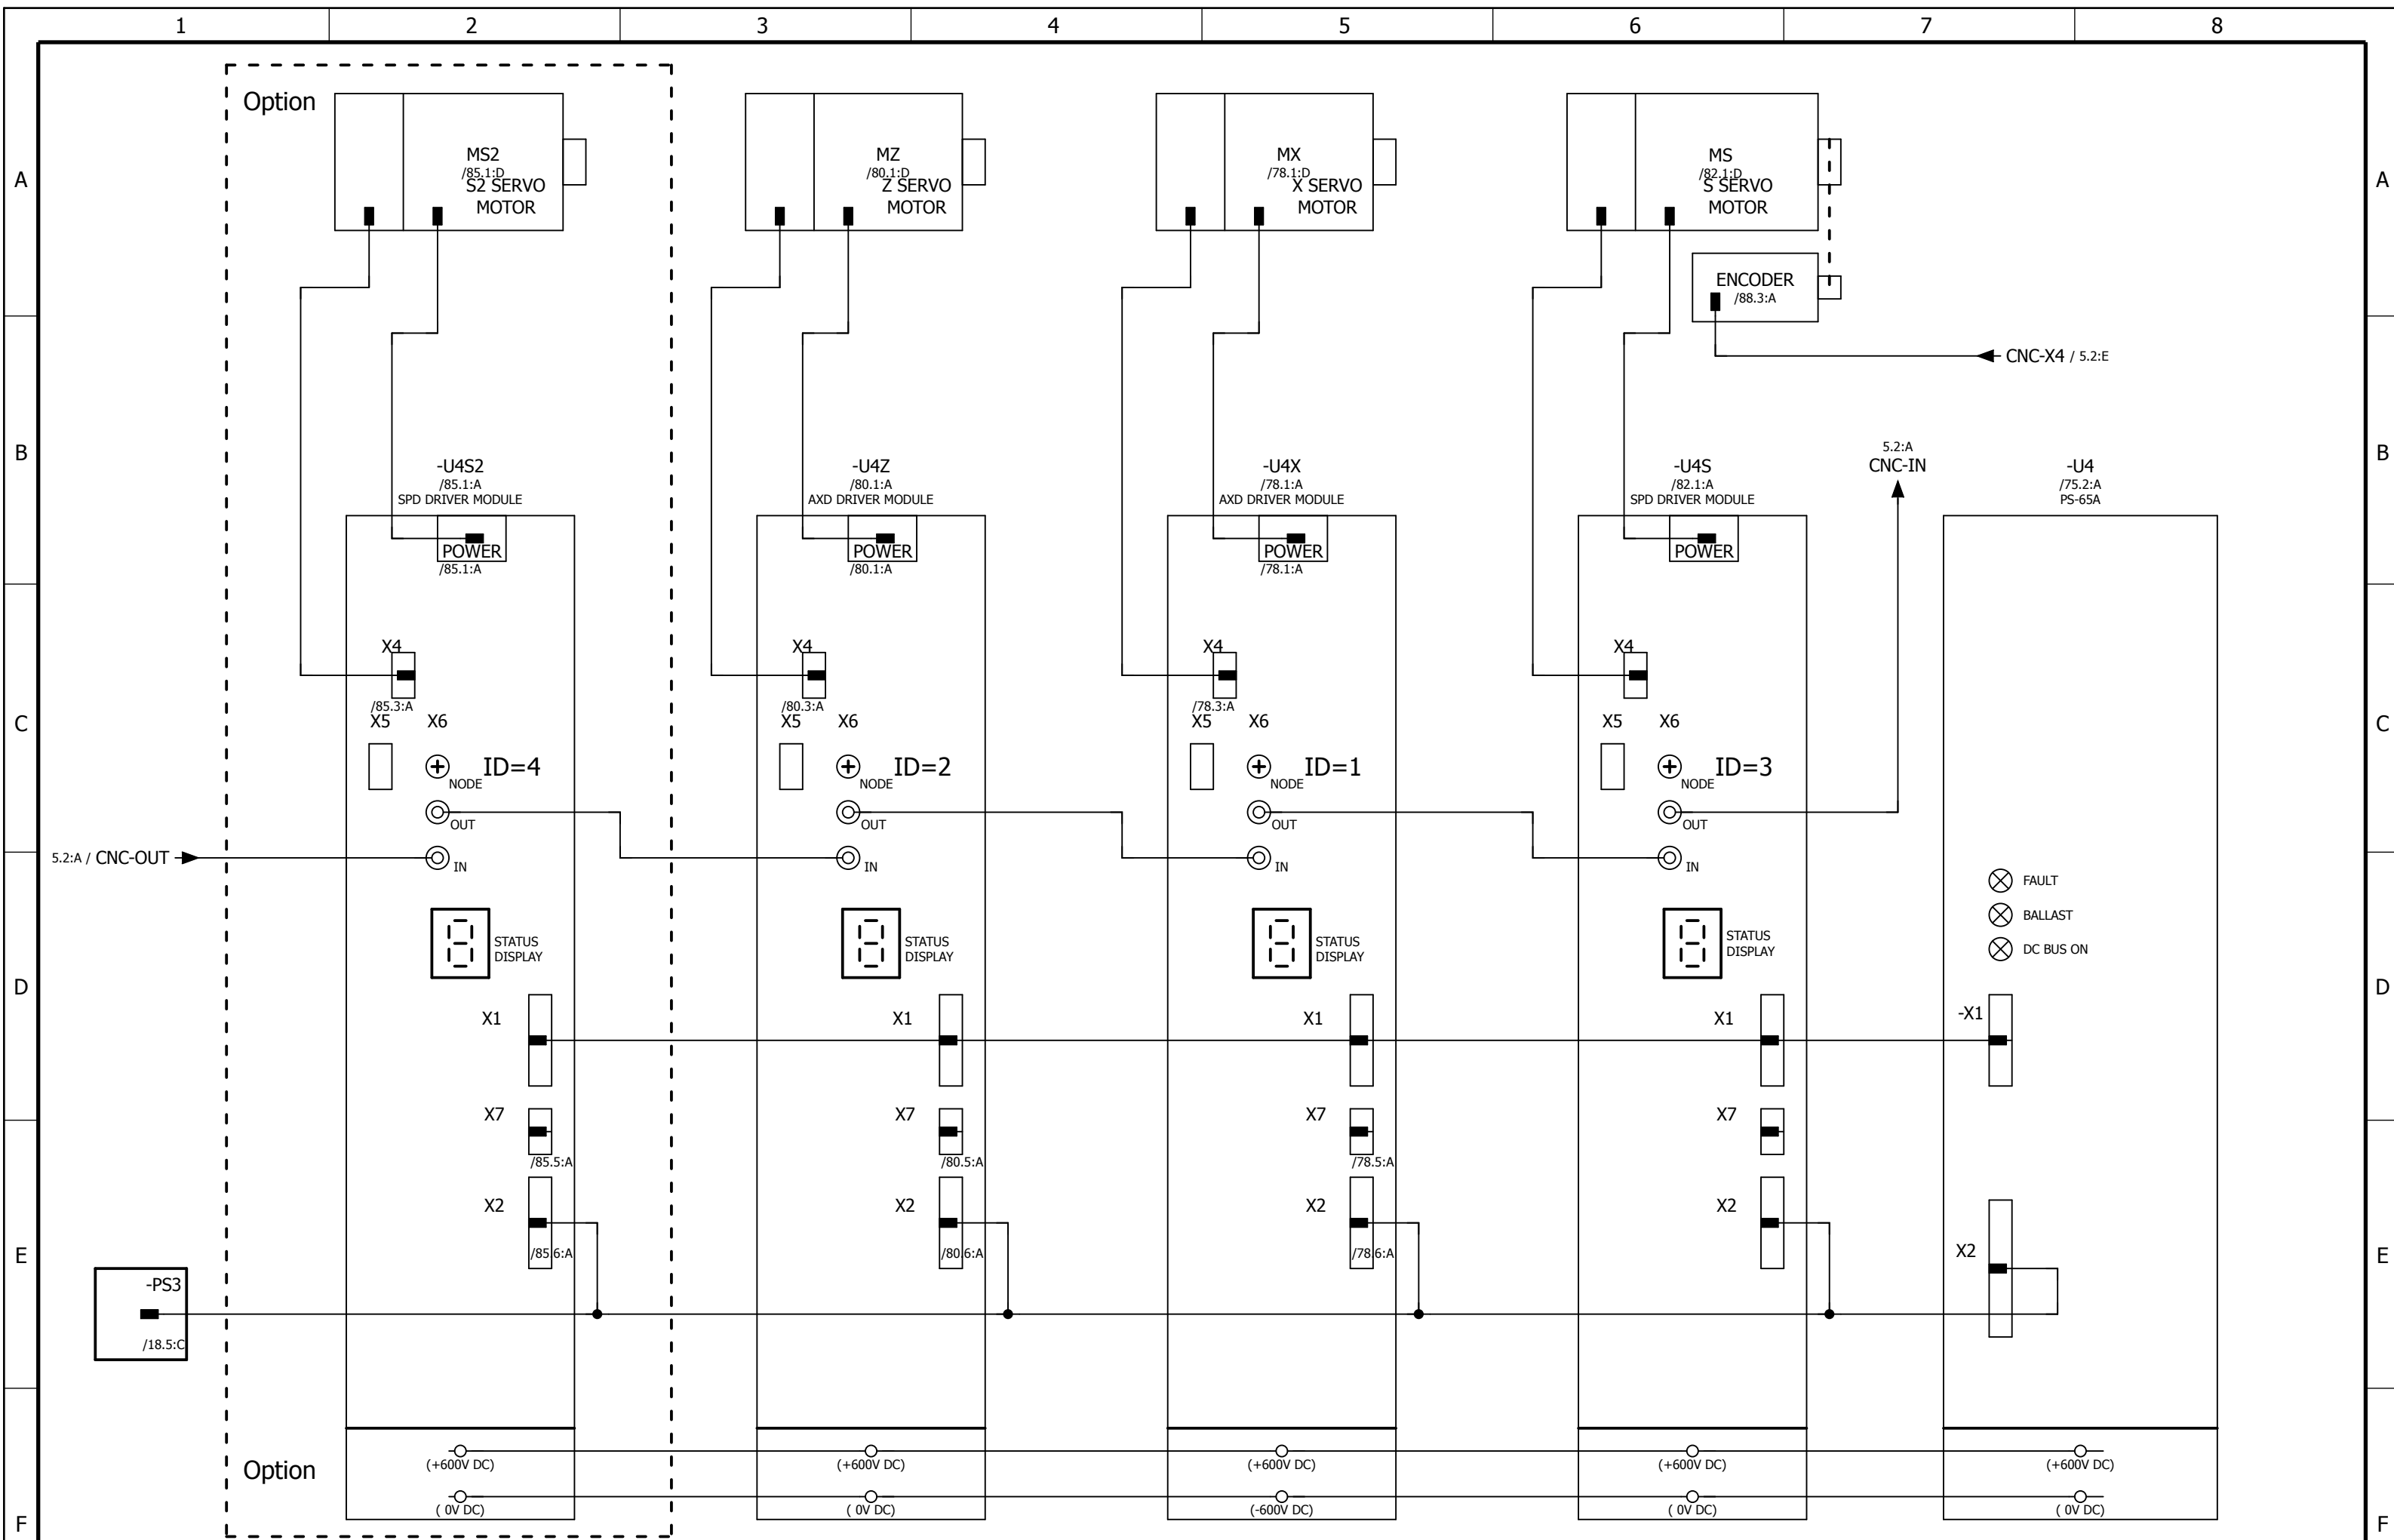 1 2 3 4 5 6 7 8
A A
B B
C C
D D
E E
F F
Option
MS2
/85.1:D
S2 SERVO
MOTOR
MZ
/80.1:D
Z SERVO
MOTOR
MX
/78.1:D
X SERVO
MOTOR
MS
/82.1:D
S SERVO
MOTOR
ENCODER
/88.3:A
CNC-X4 / 5.2:E
5.2:A
CNC-IN
-U4S2
/85.1:A
SPD DRIVER MODULE
POWER
/85.1:A
-U4Z
/80.1:A
AXD DRIVER MODULE
POWER
/80.1:A
-U4X
/78.1:A
AXD DRIVER MODULE
POWER
/78.1:A
-U4S
/82.1:A
SPD DRIVER MODULE
POWER
-U4
/75.2:A
PS-65A
X4
/85.3:A
X5 X6
ID=4
NODE
OUT
IN
X4
/80.3:A
X5 X6
ID=2
NODE
OUT
IN
X4
/78.3:A
X5 X6
ID=1
NODE
OUT
IN
X4
X5 X6
ID=3
NODE
OUT
IN
5.2:A / CNC-OUT
FAULT
BALLAST
DC BUS ON
STATUS
DISPLAY
STATUS
DISPLAY
STATUS
DISPLAY
STATUS
DISPLAY
X1 X1 X1 X1 -X1
X7 X7 X7 X7
/85.5:A /80.5:A /78.5:A
X2 X2 X2 X2 X2
/85.6:A /80.6:A /78.6:A
-PS3
/18.5:C
Option
(+600V DC) (+600V DC) (+600V DC) (+600V DC) (+600V DC)
( 0V DC) ( 0V DC) (-600V DC) ( 0V DC) ( 0V DC)